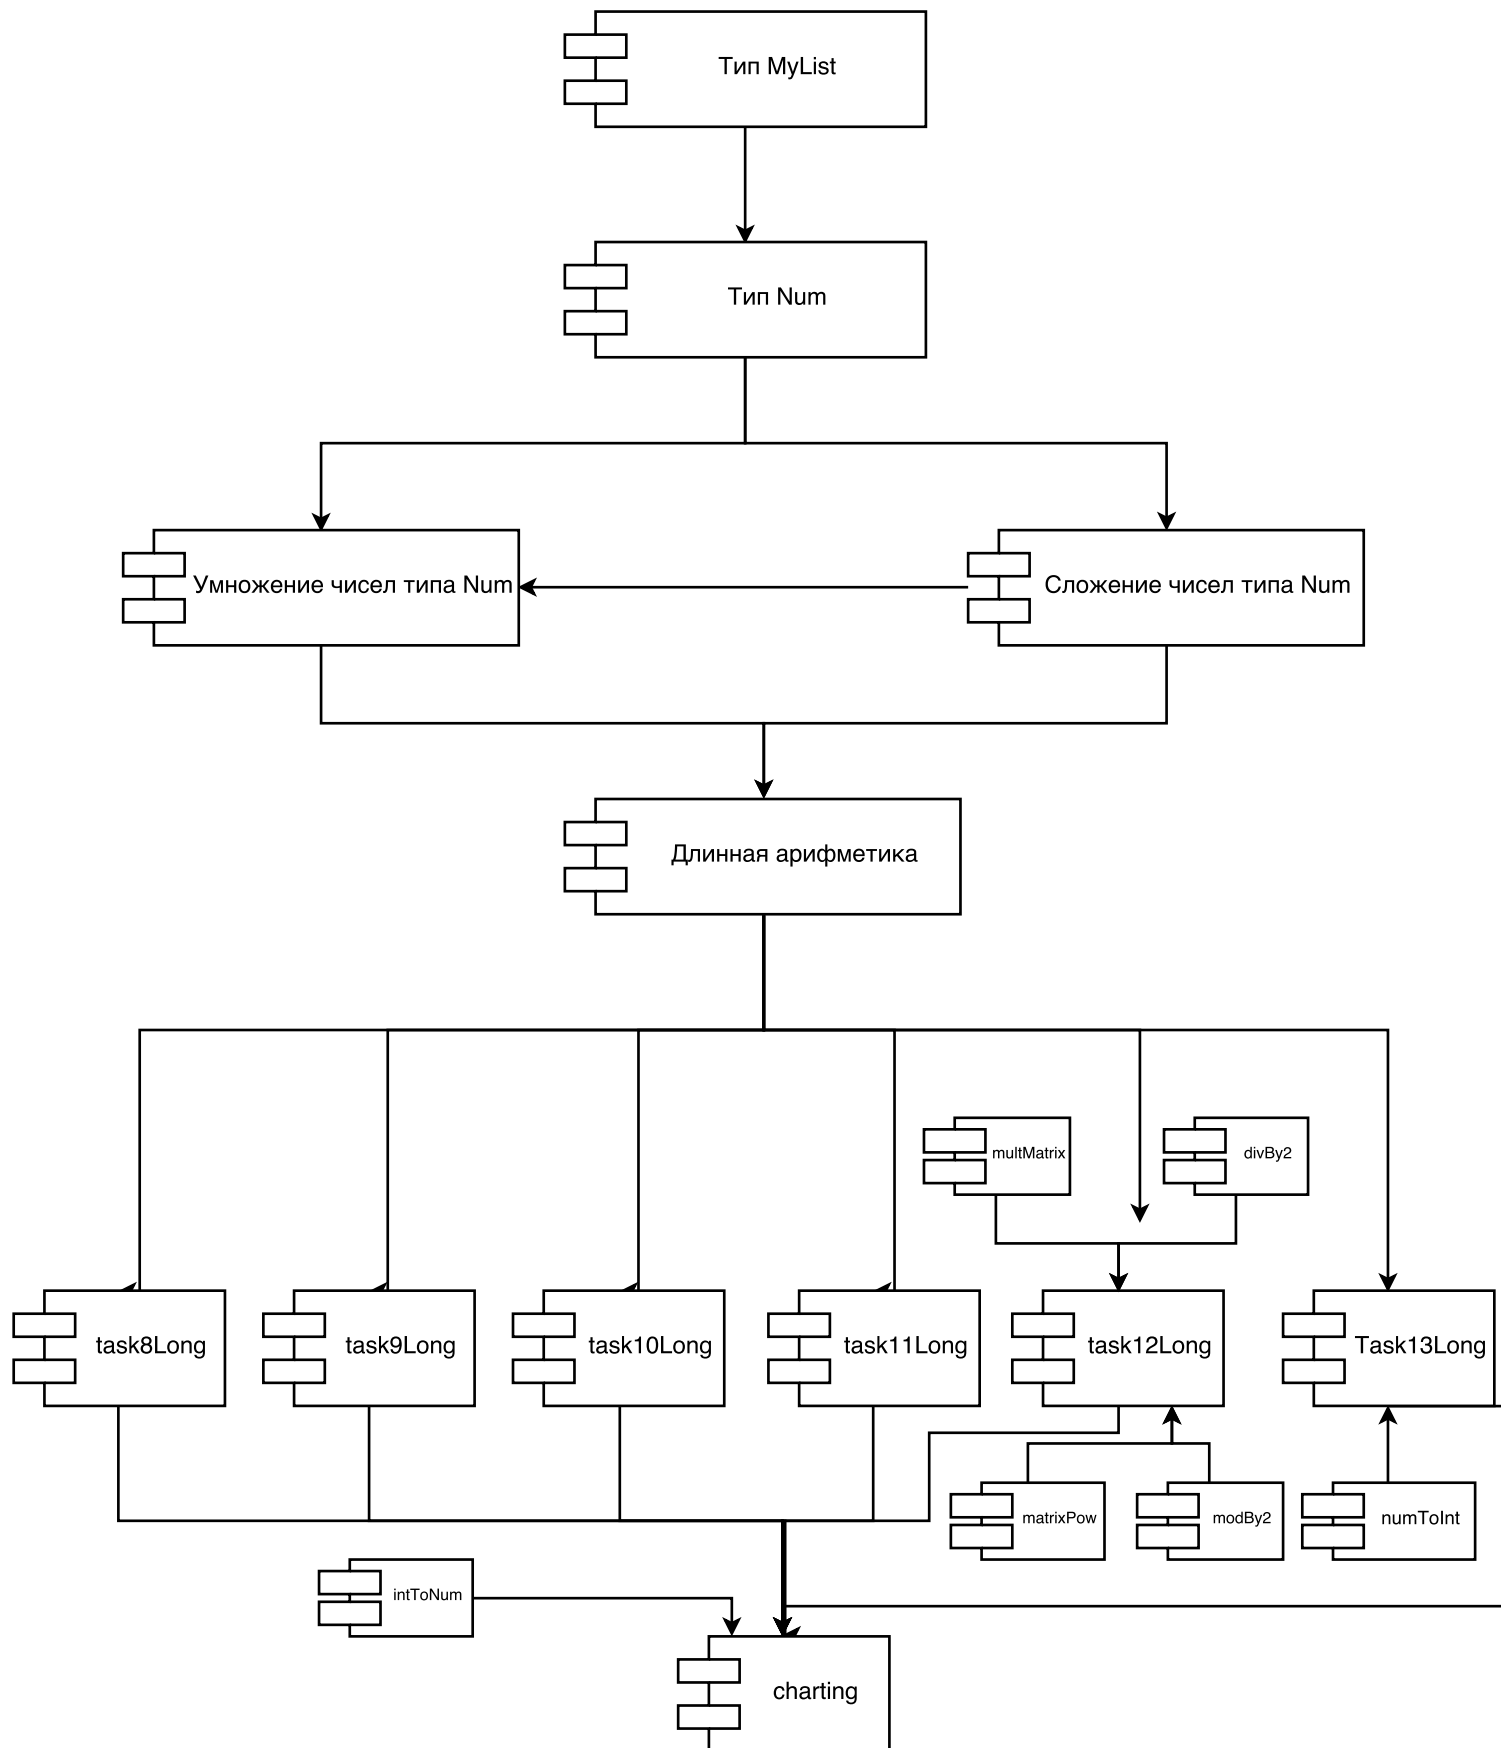 Тип MyList
Тип Num
Умножение чисел типа Num
Сложение чисел типа Num
Длинная арифметика
multMatrix
divBy2
task8Long
task9Long
task10Long
task11Long
task12Long
Task13Long
matrixPow
modBy2
numToInt
intToNum
charting